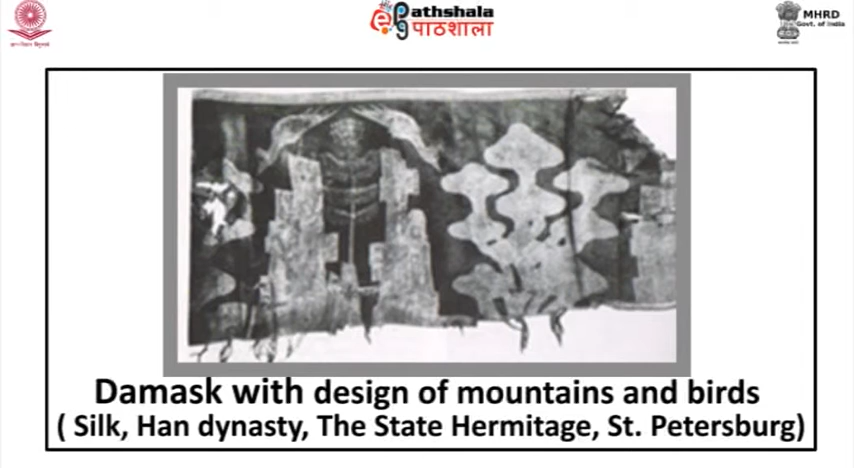 ePathshala
पाठशाला
MHRD
Govt. of India
Damask with design of mountains and birds
( Silk, Han dynasty, The State Hermitage, St. Petersburg)